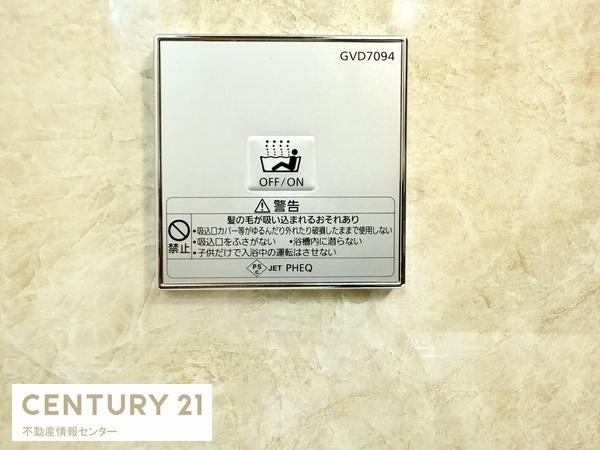 GVD7094
OFF/ON
警告
髪の毛が吸い込まれるおそれあり
禁止
・吸込口カバー等がゆるんだり外れたり破損したままで使用しない
・吸込口をふさがない ・浴槽内に潜らない
・子供だけで入浴中の運転はさせない
PS C JET PHEQ
CENTURY 21
不動産情報センター